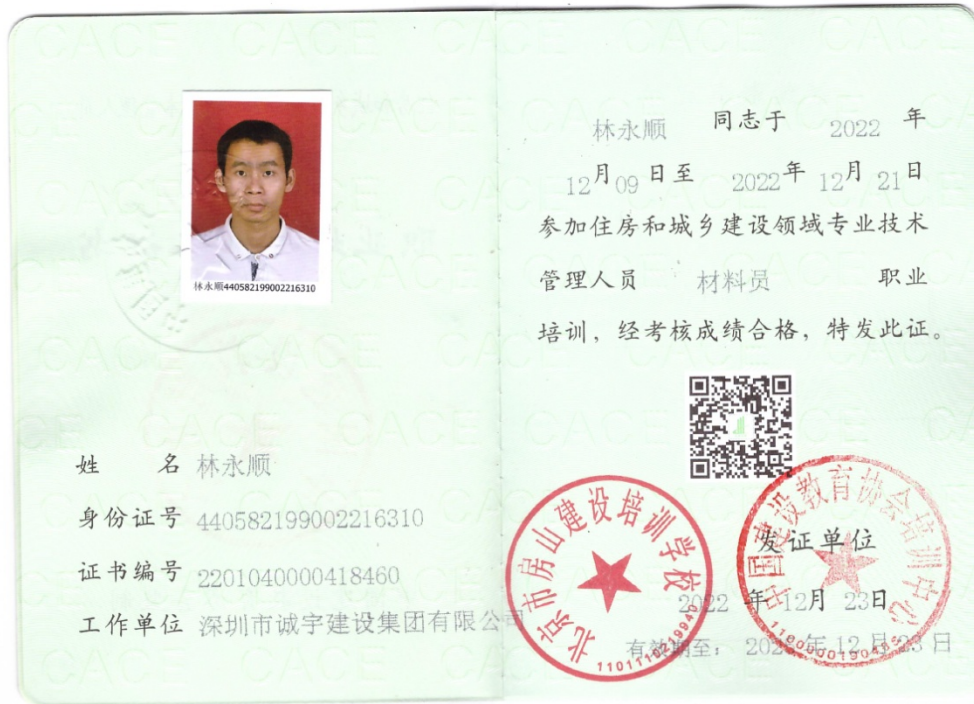 林永顺440582199002216310
姓 名 林永顺
身份证号 440582199002216310
证书编号 2201040000418460
工作单位 深圳市诚宇建设集团有限公司
林永顺 同志于 2022 年
12月09日至 2022年12月21日
参加住房和城乡建设领域专业技术
管理人员 材料员 职业
培训，经考核成绩合格，特发此证。
发证单位
2022年12月23日
有效期至： 年12月23日
北京市房山建设培训学校
1101110219940
中国建设教育协会培训中心
CACE